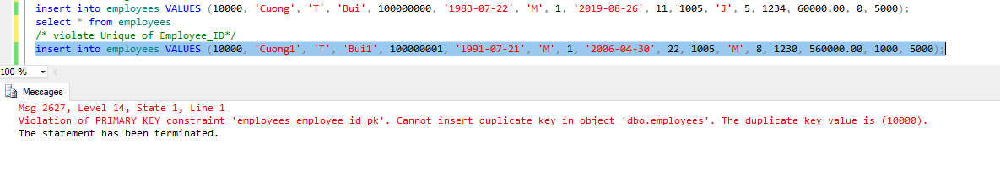 insert into employees VALUES (10000, 'Cuong', 'T', 'Bui', 100000000, '1983-07-22', 'M', 1, '2019-08-26', 11, 1005, 'J', 5, 1234, 60000.00, 0, 5000);
select * from employees
/* violate Unique of Employee_ID*/
insert into employees VALUES (10000, 'Cuong1', 'T', 'Bui1', 100000001, '1991-07-21', 'M', 1, '2006-04-30', 22, 1005, 'M', 8, 1230, 560000.00, 1000, 5000);
100 %
Messages
Msg 2627, Level 14, State 1, Line 1
Violation of PRIMARY KEY constraint 'employees_employee_id_pk'. Cannot insert duplicate key in object 'dbo.employees'. The duplicate key value is (10000).
The statement has been terminated.